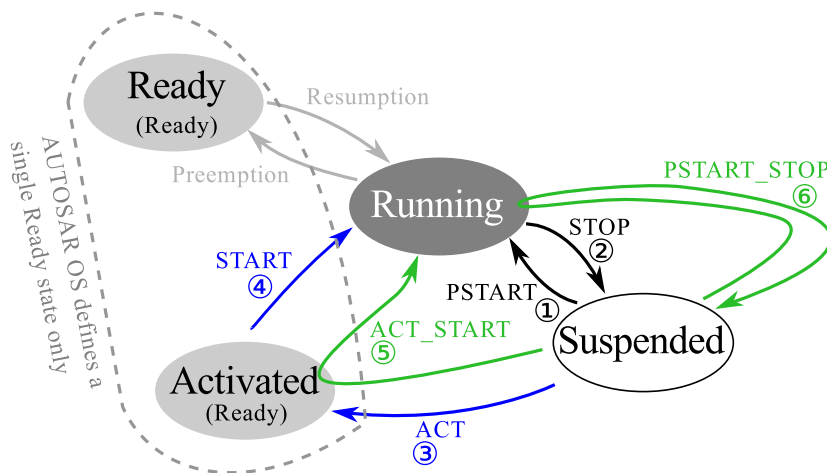 Ready
(Ready)
Resumption
Preemption
AUTOSAR OS defines a
single Ready state only
Running
PSTART_STOP
⑥
STOP
②
START
④
PSTART
①
ACT_START
⑤
Suspended
Activated
(Ready)
ACT
③